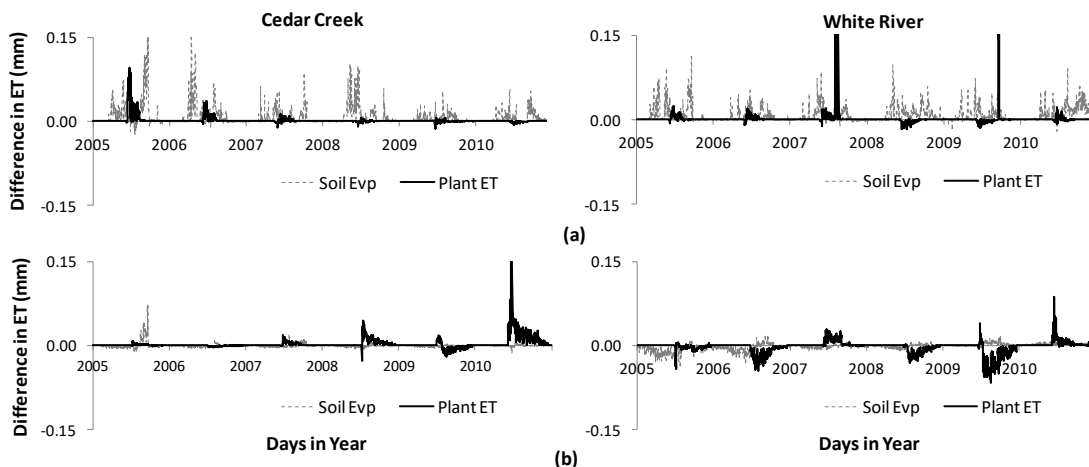 Cedar Creek
White River
Difference in ET (mm)
0.15
0.00
-0.15
2005 2006 2007 2008 2009 2010
Soil Evp Plant ET
0.15
0.00
-0.15
2005 2006 2007 2008 2009 2010
Soil Evp Plant ET
(a)
Difference in ET (mm)
0.15
0.00
-0.15
2005 2006 2007 2008 2009 2010
Soil Evp Plant ET
Days in Year
0.15
0.00
-0.15
2005 2006 2007 2008 2009 2010
Soil Evp Plant ET
Days in Year
(b)